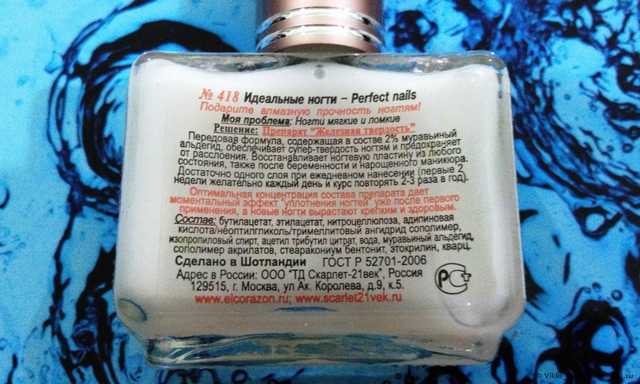 № 418 Идеальные ногти – Perfect nails
Подарите алмазную прочность ногтям!
Моя проблема: Ногти мягкие и ломкие
Решение: Препарат "Железная твердость"
Передовая формула, содержащая в составе 2% муравьиный
альдегид, обеспечивает супер-твердость ногтям и предохраняет
от расслоения. Восстанавливает ногтевую пластину из любого
состояния, также после беременности и нарощенного маникюра.
Достаточно одного слоя при ежедневном нанесении (первые 2
недели желательно каждый день и курс повторять 2-3 раза в год).
Оптимальная концентрация состава препарата дает
моментальный эффект уплотнения ногтей уже после первого
применения, а новые ногти вырастают крепкими и здоровыми.
Состав: бутилацетат, этилацетат, нитроцеллюлоза, адипиновая
кислота/неоптилгликоль/тримеллитовый ангидрид сополимер,
изопропиловый спирт, ацетил трибутил цитрат, вода, муравьиный альдегид,
сополимер акрилатов, стеаракониум бентонит, этокрилин, кварц.
Сделано в Шотландии ГОСТ Р 52701-2006
Адрес в России: ООО "ТД Скарлет-21век", Россия
129515, г. Москва, ул Ак. Королева, д.9, к.5.
www.elcorazon.ru; www.scarlet21vek.ru
РС